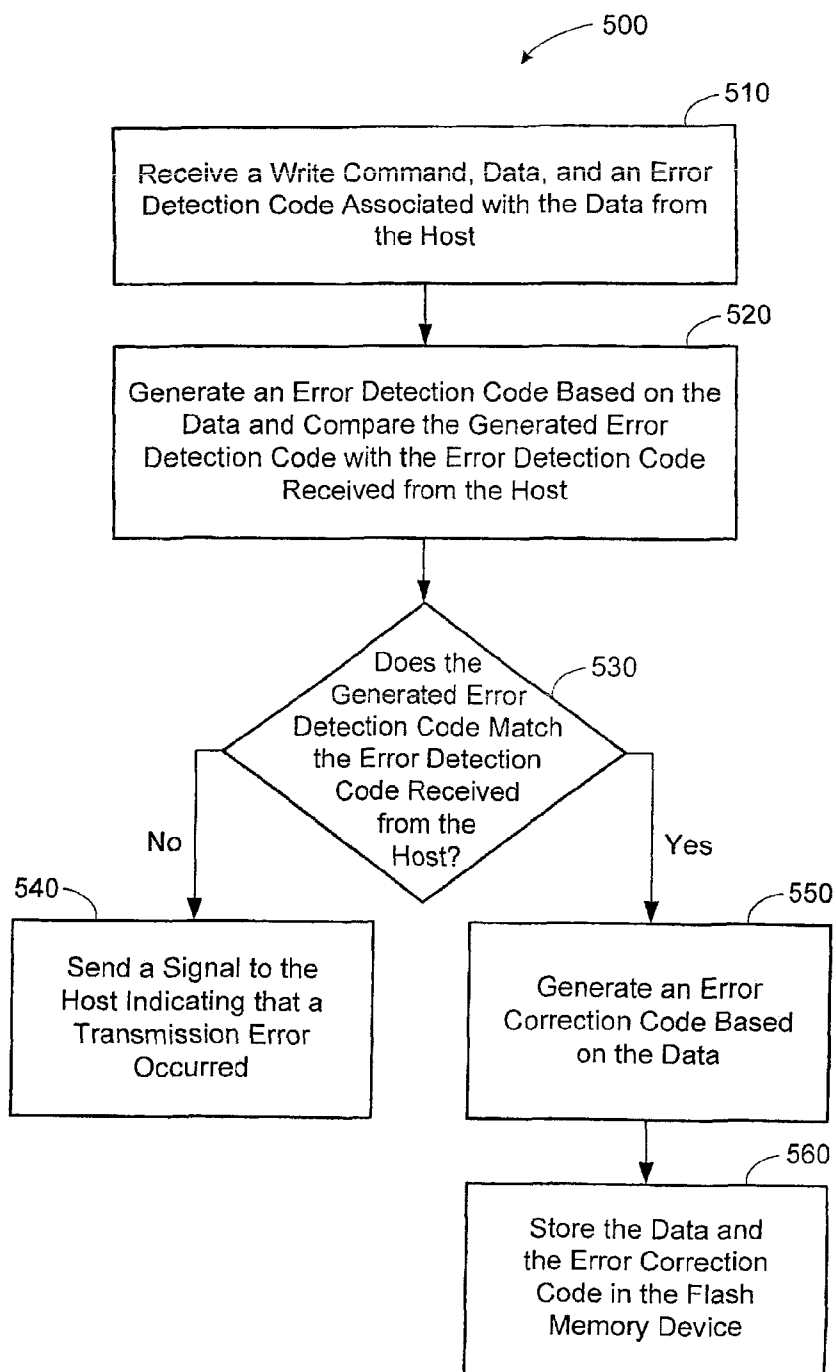 500
510
Receive a Write Command, Data, and an Error
Detection Code Associated with the Data from
the Host
520
Generate an Error Detection Code Based on the
Data and Compare the Generated Error
Detection Code with the Error Detection Code
Received from the Host
530
Does the
Generated Error
Detection Code Match
the Error Detection
Code Received
from the
Host?
No
Yes
540
Send a Signal to the
Host Indicating that a
Transmission Error
Occurred
550
Generate an Error
Correction Code Based
on the Data
560
Store the Data and
the Error Correction
Code in the Flash
Memory Device